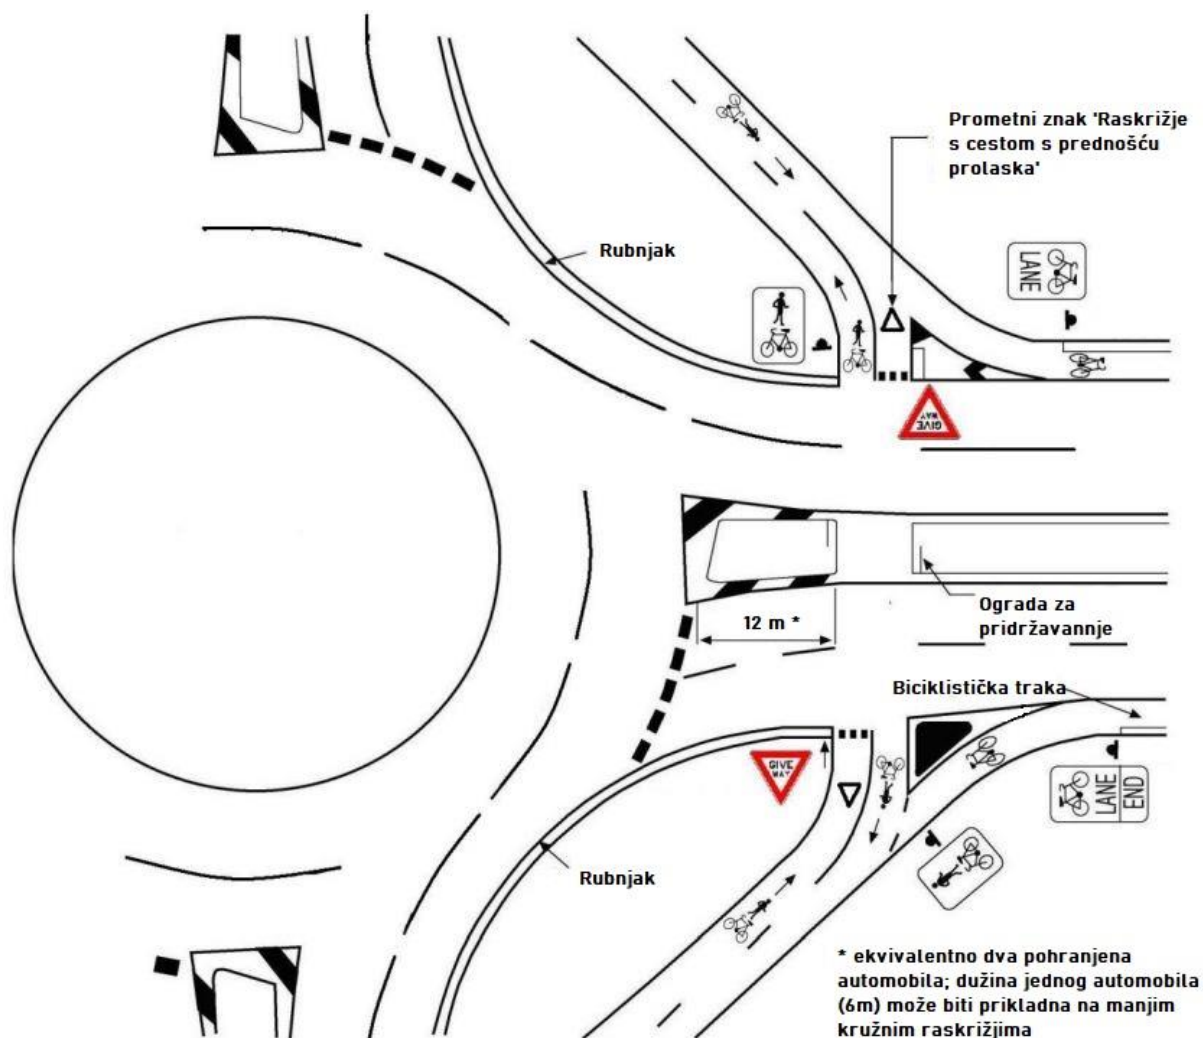 Prometni znak 'Raskrižje
s cestom s prednošću
prolaska'
Rubnjak
LANE
GIVE
WAY
Ograda za
pridržavannje
12 m *
Biciklistička traka
GIVE
WAY
LANE
END
Rubnjak
* ekvivalentno dva pohranjena
automobila; dužina jednog automobila
(6m) može biti prikladna na manjim
kružnim raskrižjima